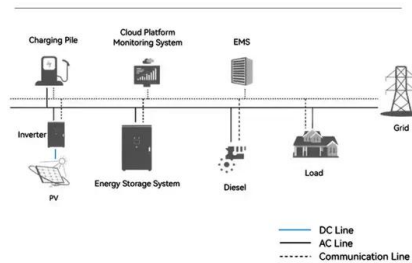 Charging Pile
Cloud Platform
Monitoring System
EMS
Grid
Inverter
PV
Energy Storage System
Diesel
Load
DC Line
AC Line
Communication Line